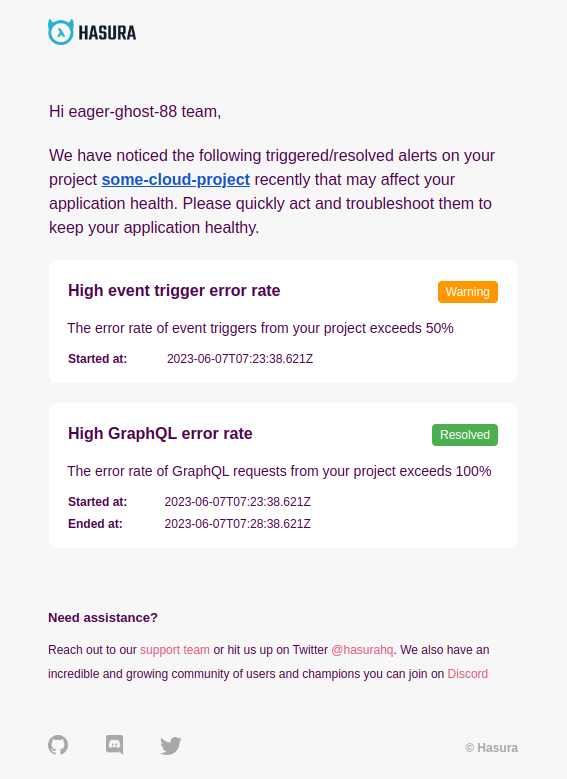 HASURA
Hi eager-ghost-88 team,
We have noticed the following triggered/resolved alerts on your
project some-cloud-project recently that may affect your
application health. Please quickly act and troubleshoot them to
keep your application healthy.
High event trigger error rate
Warning
The error rate of event triggers from your project exceeds 50%
Started at: 2023-06-07T07:23:38.621Z
High GraphQL error rate
Resolved
The error rate of GraphQL requests from your project exceeds 100%
Started at: 2023-06-07T07:23:38.621Z
Ended at: 2023-06-07T07:28:38.621Z
Need assistance?
Reach out to our support team or hit us up on Twitter @hasurahq. We also have an
incredible and growing community of users and champions you can join on Discord
© Hasura